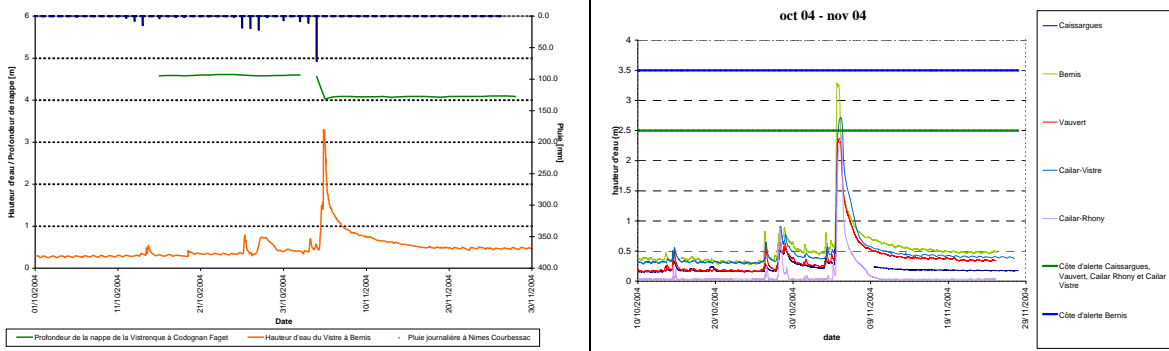 6
5
4
3
2
1
0
Hauteur d'eau / Profondeur de nappe [m]
0.0
50.0
100.0
150.0
200.0
250.0
300.0
350.0
400.0
Pluie [mm]
01/10/2004
11/10/2004
21/10/2004
31/10/2004
10/11/2004
20/11/2004
30/11/2004
Date
Profondeur de la nappe de la Vistrenque à Codognan Faget
Hauteur d'eau du Vistre à Bernis
Pluie journalière à Nimes Courbessac
oct 04 - nov 04
4
3.5
3
2.5
2
1.5
1
0.5
0
hauteur d'eau (m)
10/10/2004
20/10/2004
30/10/2004
09/11/2004
19/11/2004
29/11/2004
date
Caissargues
Bernis
Vauvert
Cailar-Vistre
Cailar-Rhony
Côte d'alerte Caissargues,
Vauvert, Cailar Rhony et Cailar
Vistre
Côte d'alerte Bernis